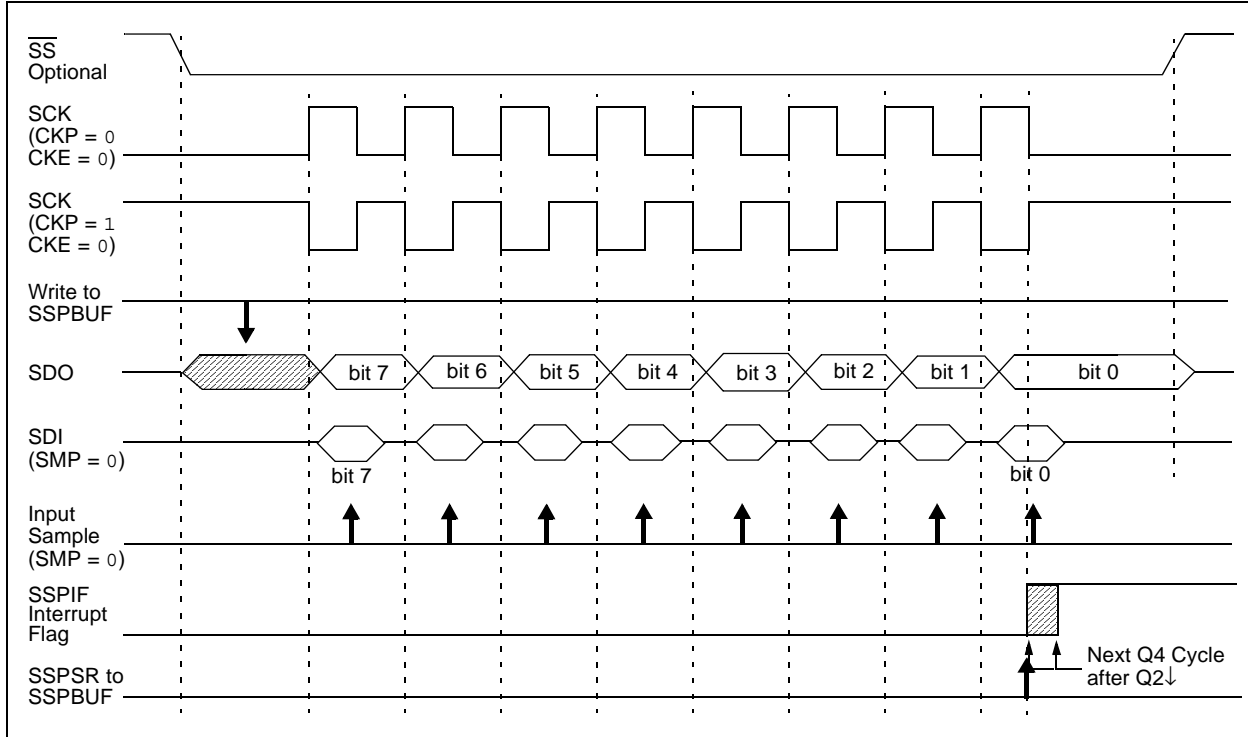 SS
Optional
SCK
(CKP = 0
CKE = 0)
SCK
(CKP = 1
CKE = 0)
Write to
SSPBUF
SDO
bit 7
bit 6
bit 5
bit 4
bit 3
bit 2
bit 1
bit 0
SDI
(SMP = 0)
bit 7
bit 0
Input
Sample
(SMP = 0)
SSPIF
Interrupt
Flag
Next Q4 Cycle
after Q2↓
SSPSR to
SSPBUF